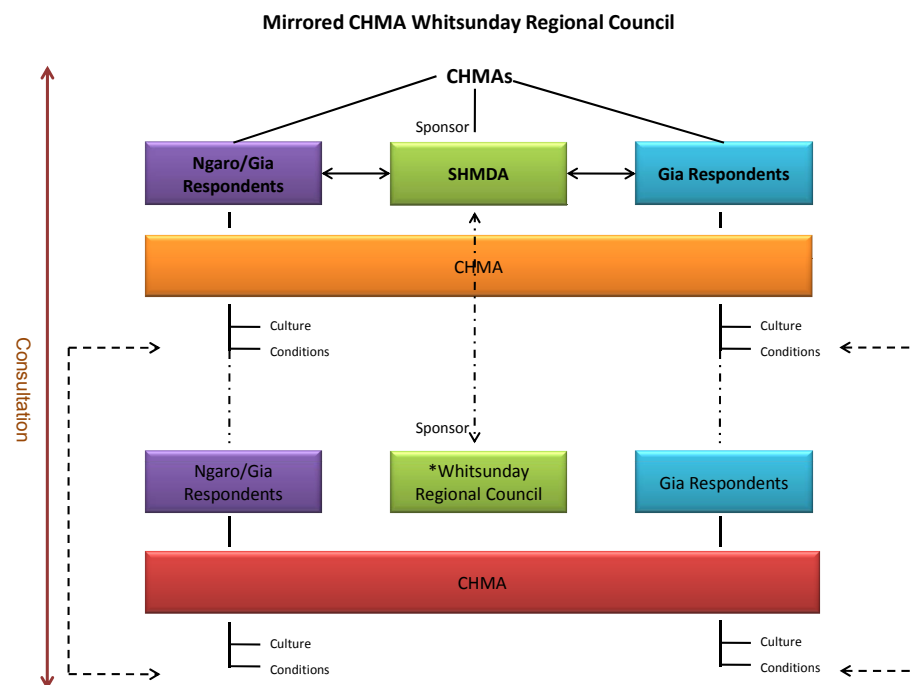 Mirrored CHMA Whitsunday Regional Council
CHMAs
Sponsor
Ngaro/Gia
Respondents
SHMDA
Gia Respondents
CHMA
Culture
Conditions
Culture
Conditions
Consultation
Sponsor
Ngaro/Gia
Respondents
*Whitsunday
Regional Council
Gia Respondents
CHMA
Culture
Conditions
Culture
Conditions